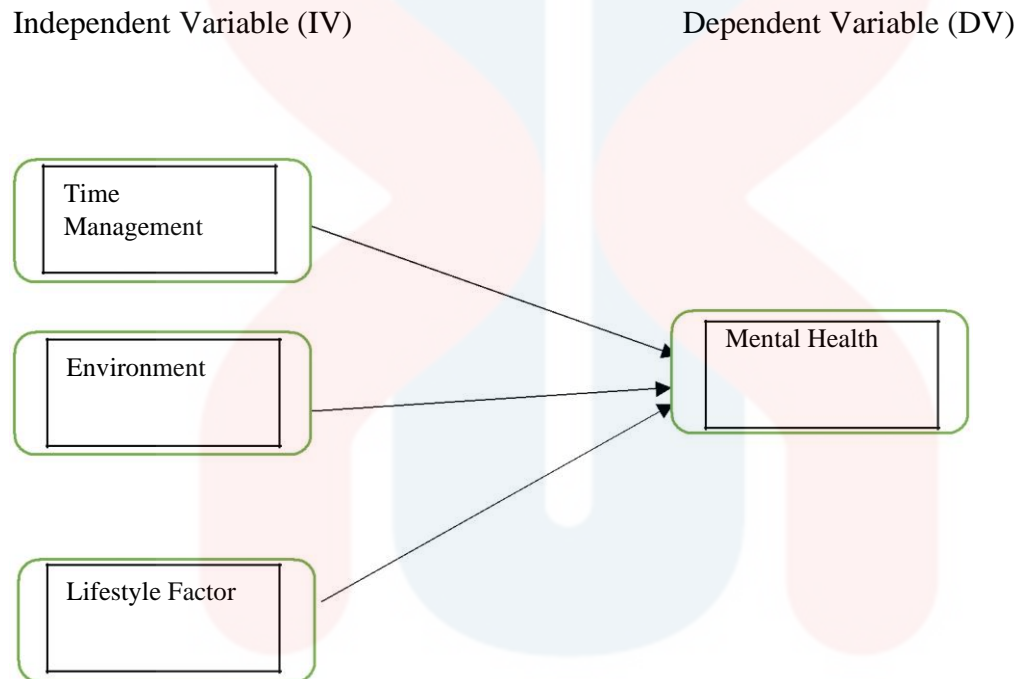 Independent Variable (IV)
Dependent Variable (DV)
Time
Management
Environment
Mental Health
Lifestyle Factor